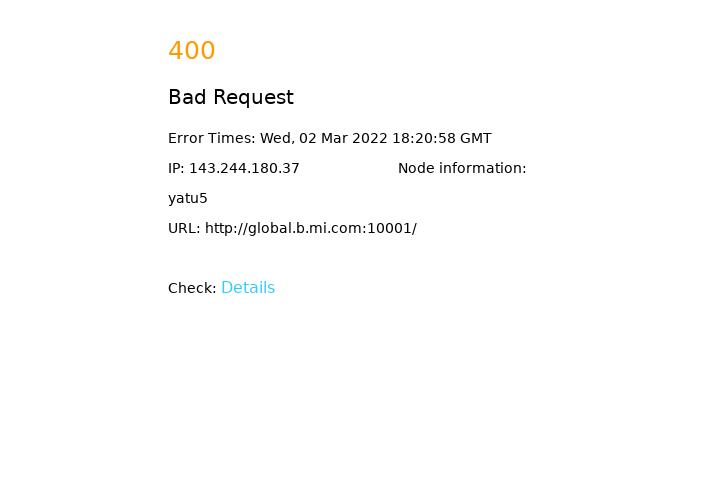 400
Bad Request
Error Times: Wed, 02 Mar 2022 18:20:58 GMT
IP: 143.244.180.37 Node information:
yatu5
URL: http://global.b.mi.com:10001/
Check: Details